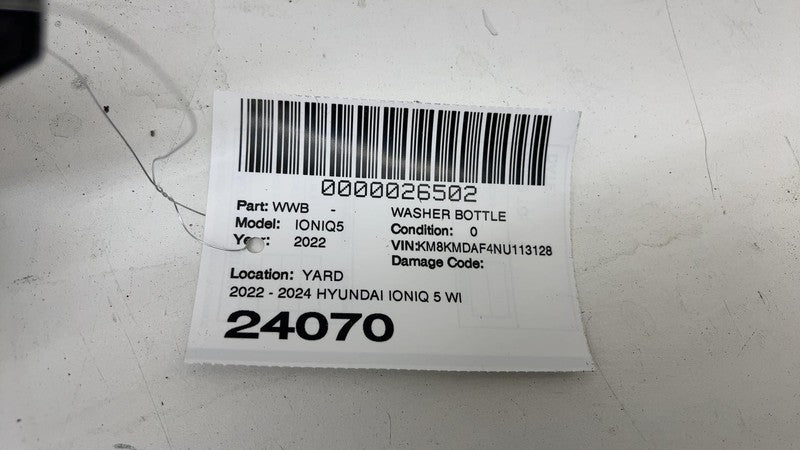 0000026502
Part: WWB - WASHER BOTTLE
Model: IONIQ5 Condition: 0
Year: 2022 VIN:KM8KMDAF4NU113128
Damage Code:
Location: YARD
2022 - 2024 HYUNDAI IONIQ 5 WI
24070